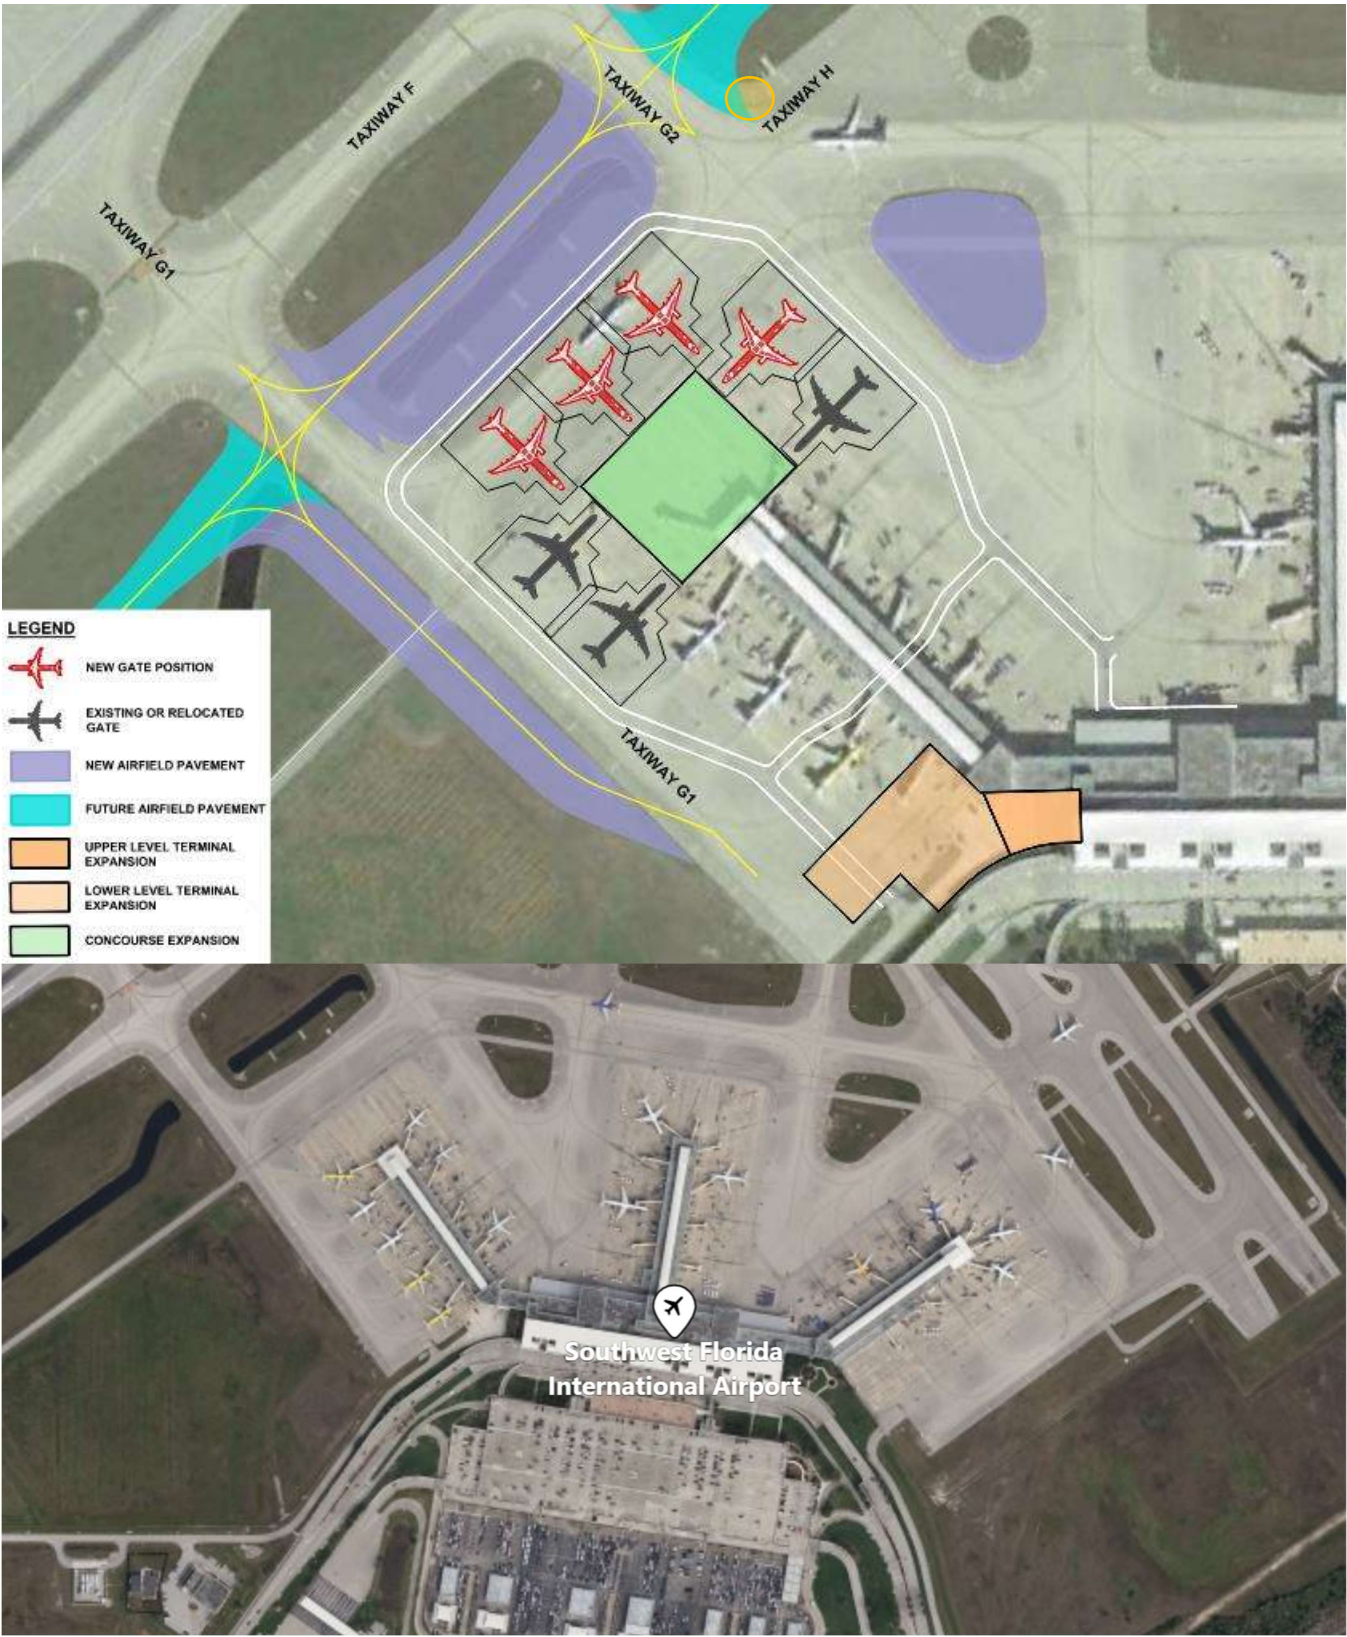 TAXIWAY F
TAXIWAY G2
TAXIWAY H
TAXIWAY G1
LEGEND
NEW GATE POSITION
EXISTING OR RELOCATED
GATE
NEW AIRFIELD PAVEMENT
FUTURE AIRFIELD PAVEMENT
UPPER LEVEL TERMINAL
EXPANSION
LOWER LEVEL TERMINAL
EXPANSION
CONCOURSE EXPANSION
TAXIWAY G1
Southwest Florida
International Airport